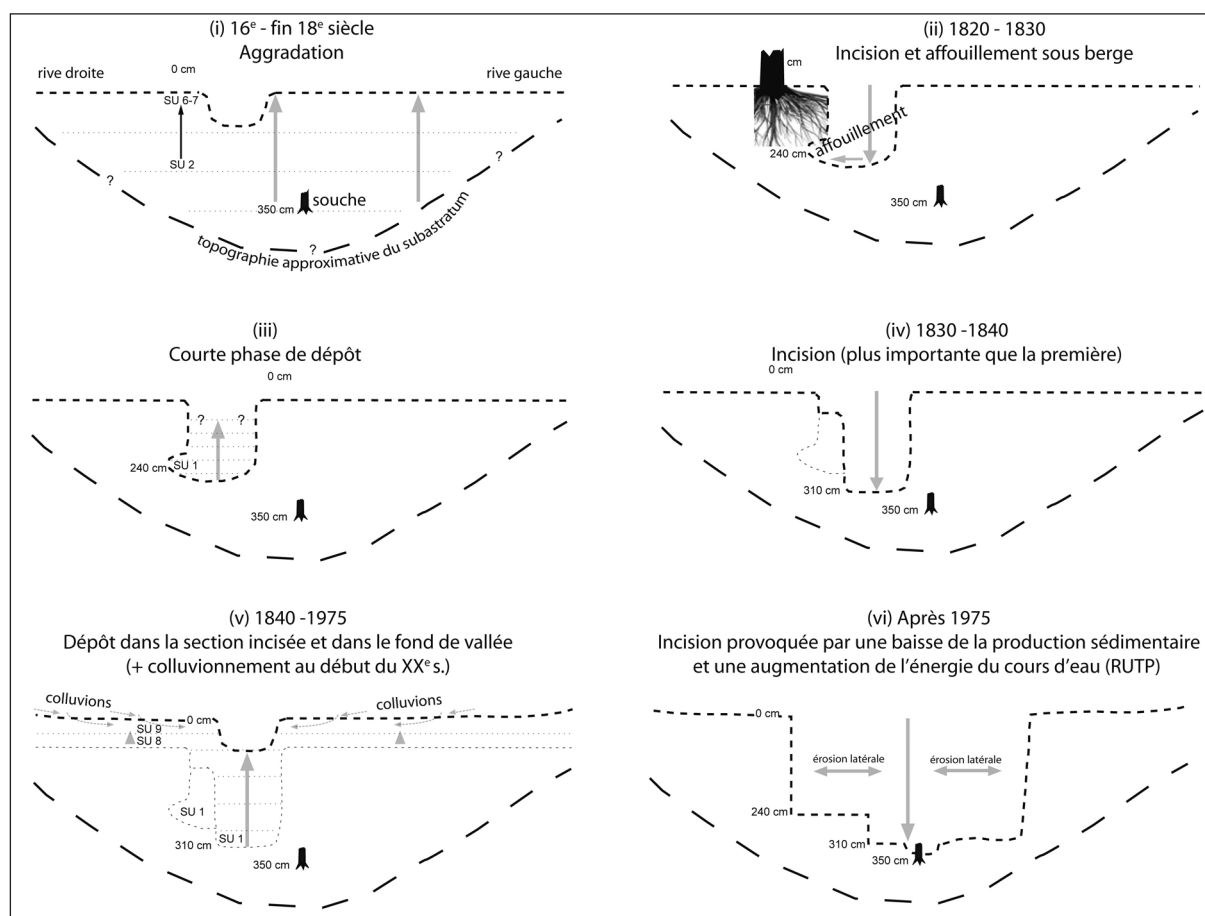 (i) 16e - fin 18e siècle
Aggradation
0 cm
rive droite
rive gauche
SU 6-7
SU 2
?
?
souche
350 cm
?
topographie approximative du subastratum
(ii) 1820 - 1830
Incision et affouillement sous berge
cm
affouillement
240 cm
350 cm
(iii)
Courte phase de dépôt
0 cm
? ?
240 cm
SU 1
350 cm
(iv) 1830 -1840
Incision (plus importante que la première)
0 cm
310 cm
350 cm
(v) 1840 -1975
Dépôt dans la section incisée et dans le fond de vallée
(+ colluvionnement au début du XXe s.)
colluvions
colluvions
0 cm
SU 9
SU 8
SU 1
SU 1
310 cm
350 cm
(vi) Après 1975
Incision provoquée par une baisse de la production sédimentaire
et une augmentation de l'énergie du cours d'eau (RUTP)
0 cm
érosion latérale
érosion latérale
240 cm
310 cm
350 cm